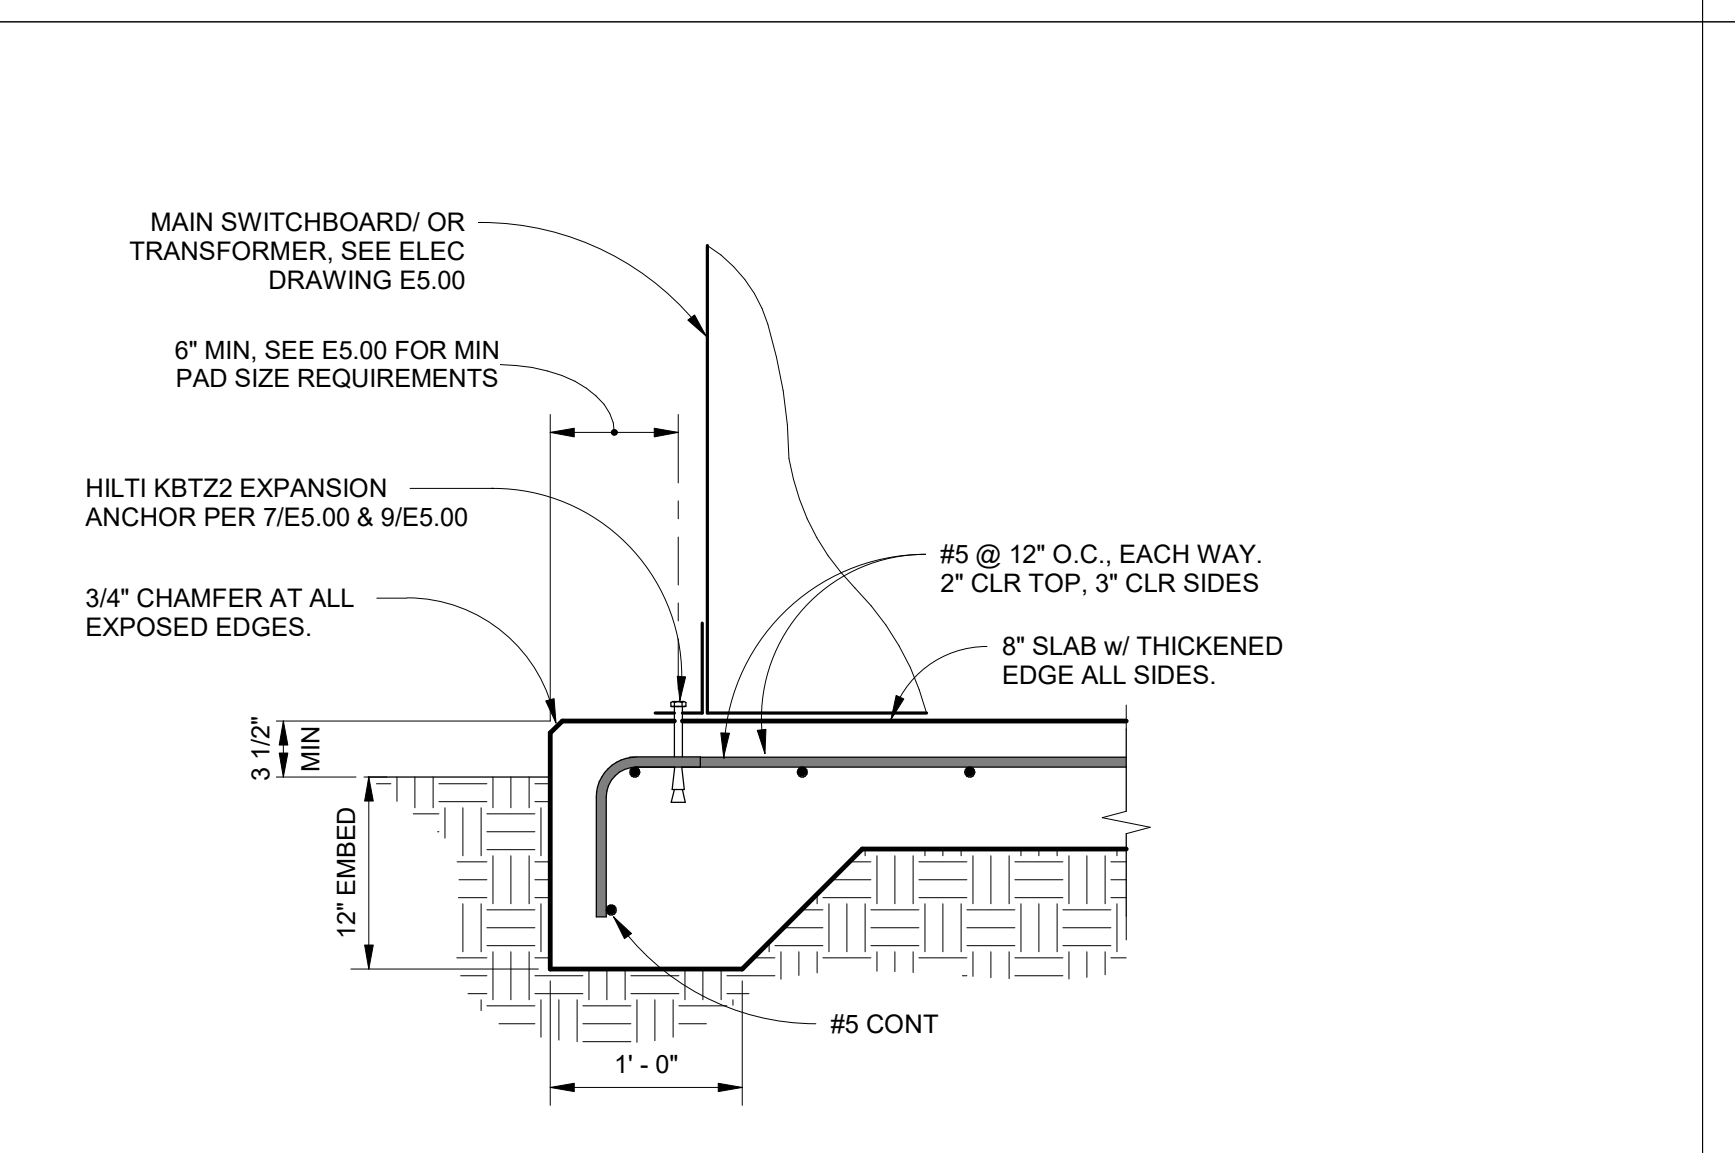 MAIN SWITCHBOARD/ OR
TRANSFORMER, SEE ELEC
DRAWING E5.00
6" MIN, SEE E5.00 FOR MIN
PAD SIZE REQUIREMENTS
HILTI KBTZ2 EXPANSION
ANCHOR PER 7/E5.00 & 9/E5.00
3/4" CHAMFER AT ALL
EXPOSED EDGES.
#5 @ 12" O.C., EACH WAY.
2" CLR TOP, 3" CLR SIDES
8" SLAB w/ THICKENED
EDGE ALL SIDES.
3 1/2"
MIN
12" EMBED
#5 CONT
1' - 0"